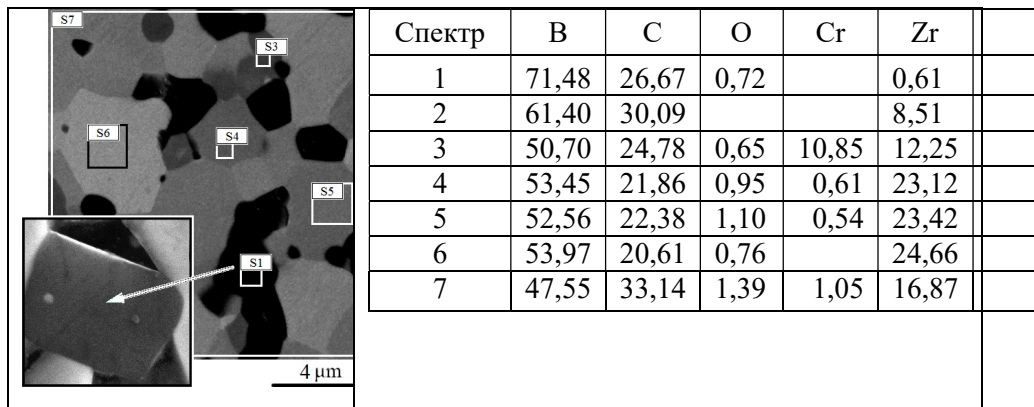 S7
S3
S6
S4
S5
S1
4 µm
Спектр B C O Cr Zr
1 71,48 26,67 0,72 0,61
2 61,40 30,09 8,51
3 50,70 24,78 0,65 10,85 12,25
4 53,45 21,86 0,95 0,61 23,12
5 52,56 22,38 1,10 0,54 23,42
6 53,97 20,61 0,76 24,66
7 47,55 33,14 1,39 1,05 16,87